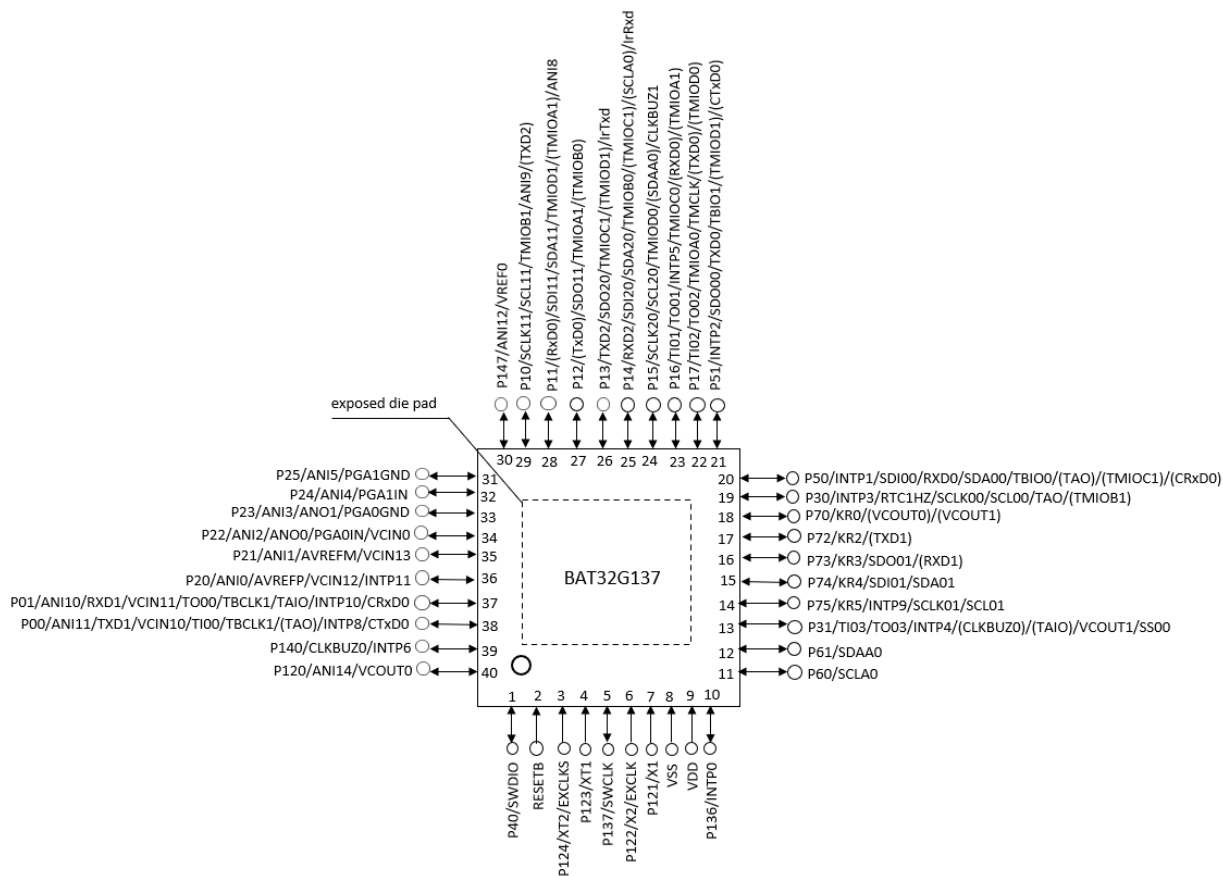 P147/ANI12/VREF0
P10/SCLK11/SCL11/TMIOB1/ANI9/(TXD2)
P11/(RxD0)/SDI11/SDA11/TMIOD1/(TMIOA1)/ANI8
P12/(TxD0)/SDO11/TMIOA1/(TMIOB0)
P13/TXD2/SDO20/TMIOC1/(TMIOD1)/IrTxd
P14/RXD2/SDI20/SDA20/TMIOB0/(TMIOC1)/(SCLA0)/IrRxd
P15/SCLK20/SCL20/TMIOD0/(SDAA0)/CLKBUZ1
P16/TI01/TO01/INTP5/TMIOC0/(RXD0)/(TMIOA1)
P17/TI02/TO02/TMIOA0/TMCLK/(TXD0)/(TMIOD0)
P51/INTP2/SDO00/TXD0/TBIO1/(TMIOD1)/(CTxD0)
exposed die pad
30 29 28 27 26 25 24 23 22 21
P25/ANI5/PGA1GND 31
P24/ANI4/PGA1IN 32
P23/ANI3/ANO1/PGA0GND 33
P22/ANI2/ANO0/PGA0IN/VCIN0 34
P21/ANI1/AVREFM/VCIN13 35
P20/ANI0/AVREFP/VCIN12/INTP11 36
P01/ANI10/RXD1/VCIN11/TO00/TBCLK1/TAIO/INTP10/CRxD0 37
P00/ANI11/TXD1/VCIN10/TI00/TBCLK1/(TAO)/INTP8/CTxD0 38
P140/CLKBUZ0/INTP6 39
P120/ANI14/VCOUT0 40
BAT32G137
20 P50/INTP1/SDI00/RXD0/SDA00/TBIO0/(TAO)/(TMIOC1)/(CRxD0)
19 P30/INTP3/RTC1HZ/SCLK00/SCL00/TAO/(TMIOB1)
18 P70/KR0/(VCOUT0)/(VCOUT1)
17 P72/KR2/(TXD1)
16 P73/KR3/SDO01/(RXD1)
15 P74/KR4/SDI01/SDA01
14 P75/KR5/INTP9/SCLK01/SCL01
13 P31/TI03/TO03/INTP4/(CLKBUZ0)/(TAIO)/VCOUT1/SS00
12 P61/SDAA0
11 P60/SCLA0
1 2 3 4 5 6 7 8 9 10
P40/SWDIO
RESETB
P124/XT2/EXCLKS
P123/XT1
P137/SWCLK
P122/X2/EXCLK
P121/X1
VSS
VDD
P136/INTP0